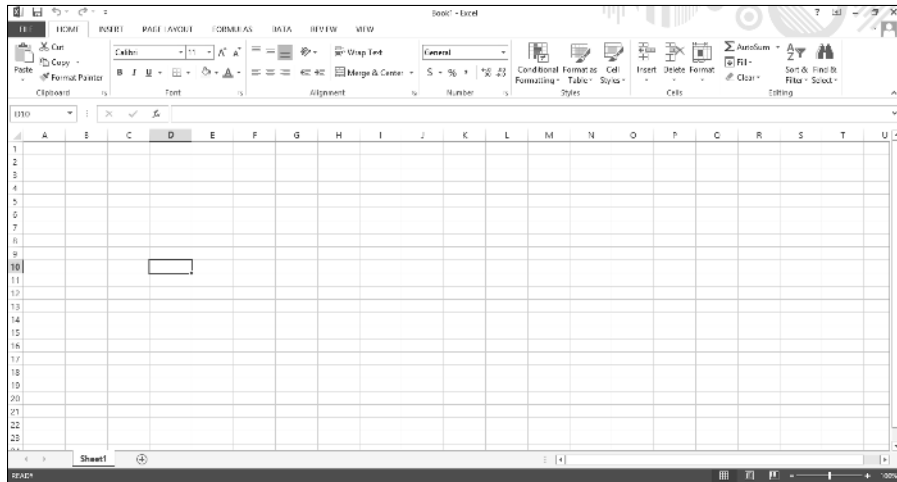 Book1 - Excel
FILE HOME INSERT PAGE LAYOUT FORMULAS DATA REVIEW VIEW
Paste
Cut
Copy
Format Painter
Clipboard
Calibri 11
B I U
Font
Wrap Text
Merge & Center
Alignment
General
$ % ,
Number
Conditional Formatting
Format as Table
Cell Styles
Styles
Insert Delete Format
Cells
AutoSum
Fill
Clear
Sort & Filter
Find & Select
Editing
D10 fx
A B C D E F G H I J K L M N O P Q R S T U
1
2
3
4
5
6
7
8
9
10
11
12
13
14
15
16
17
18
19
20
21
22
23
Sheet1
READY 100%